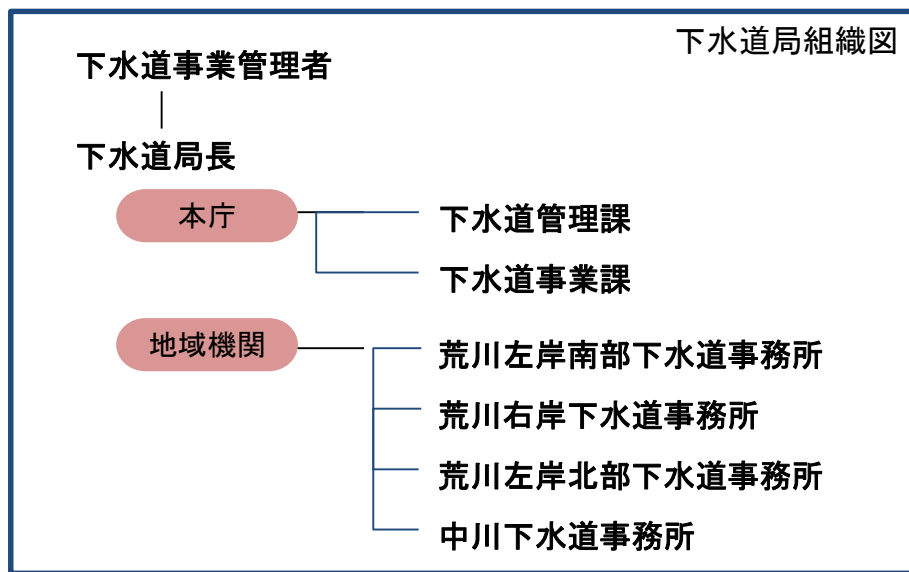 下水道局組織図
下水道事業管理者
下水道局長
本庁
下水道管理課
下水道事業課
地域機関
荒川左岸南部下水道事務所
荒川右岸下水道事務所
荒川左岸北部下水道事務所
中川下水道事務所